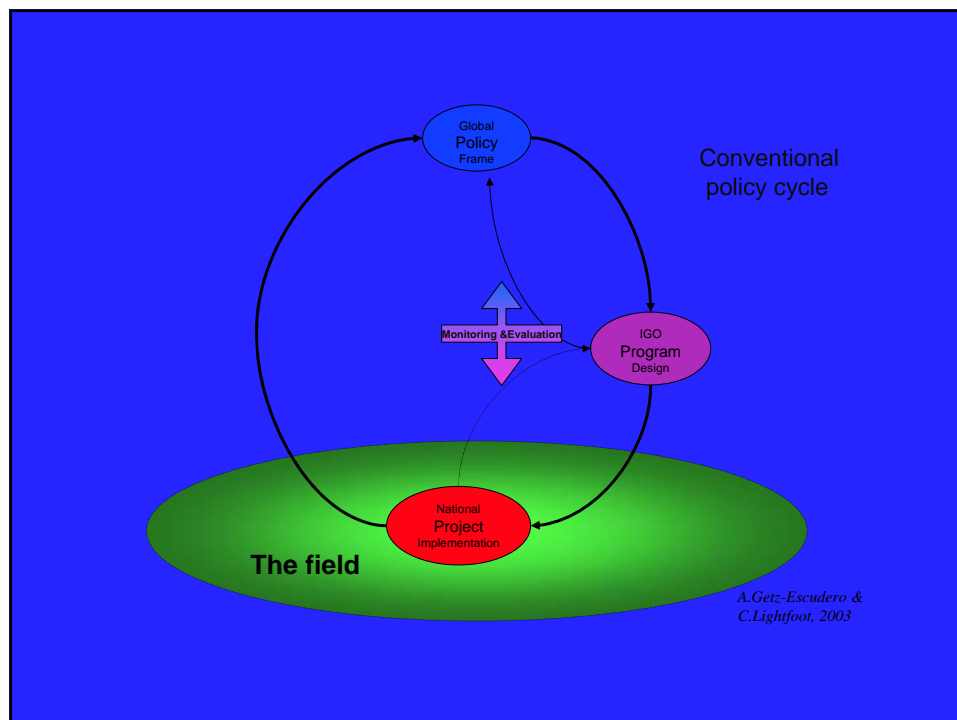 Global
Policy
Frame
Conventional
policy cycle
Monitoring &Evaluation
IGO
Program
Design
National
Project
Implementation
The field
A.Getz-Escudero &
C.Lightfoot, 2003